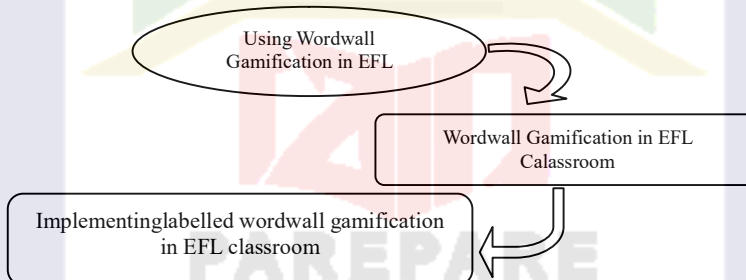 Using Wordwall
Gamification in EFL
Wordwall Gamification in EFL
Calassroom
Implementinglabelled wordwall gamification
in EFL classroom
PAREPARE